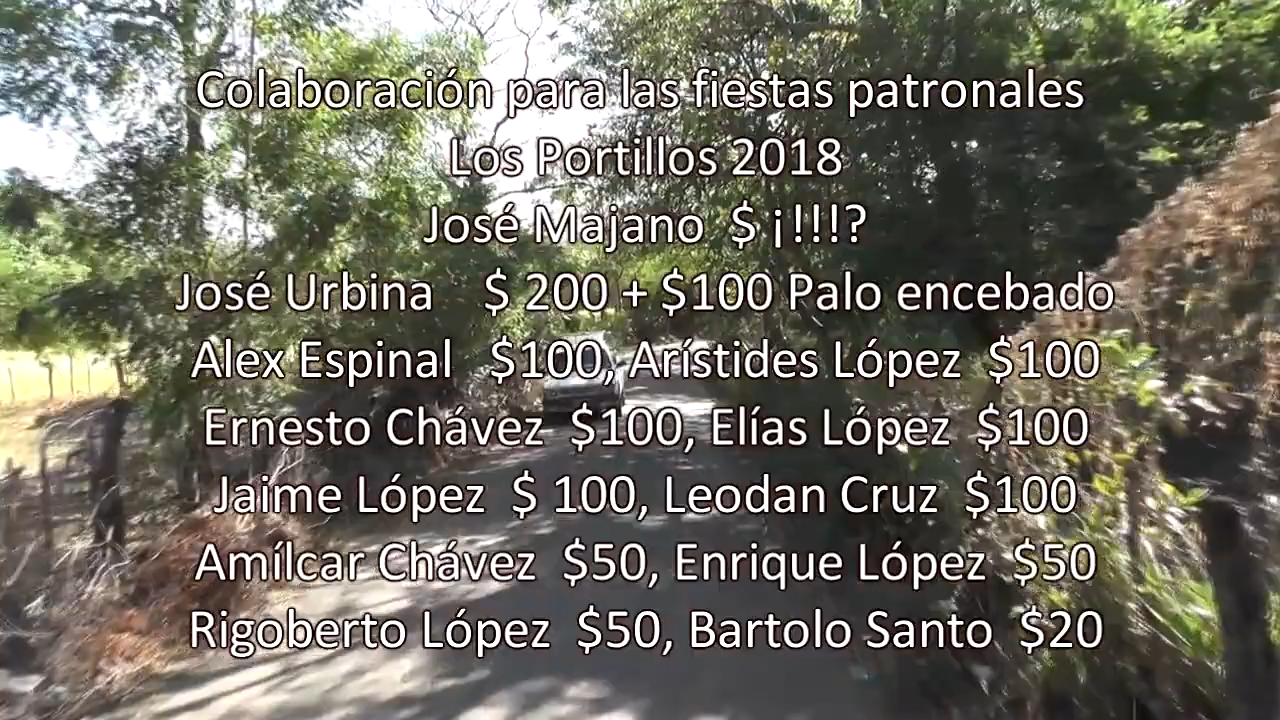 Colaboración para las fiestas patronales
Los Portillos 2018
José Majano $ ¡!!!?
José Urbina $ 200 + $100 Palo encebado
Alex Espinal $100, Arístides López $100
Ernesto Chávez $100, Elías López $100
Jaime López $ 100, Leodan Cruz $100
Amílcar Chávez $50, Enrique López $50
Rigoberto López $50, Bartolo Santo $20